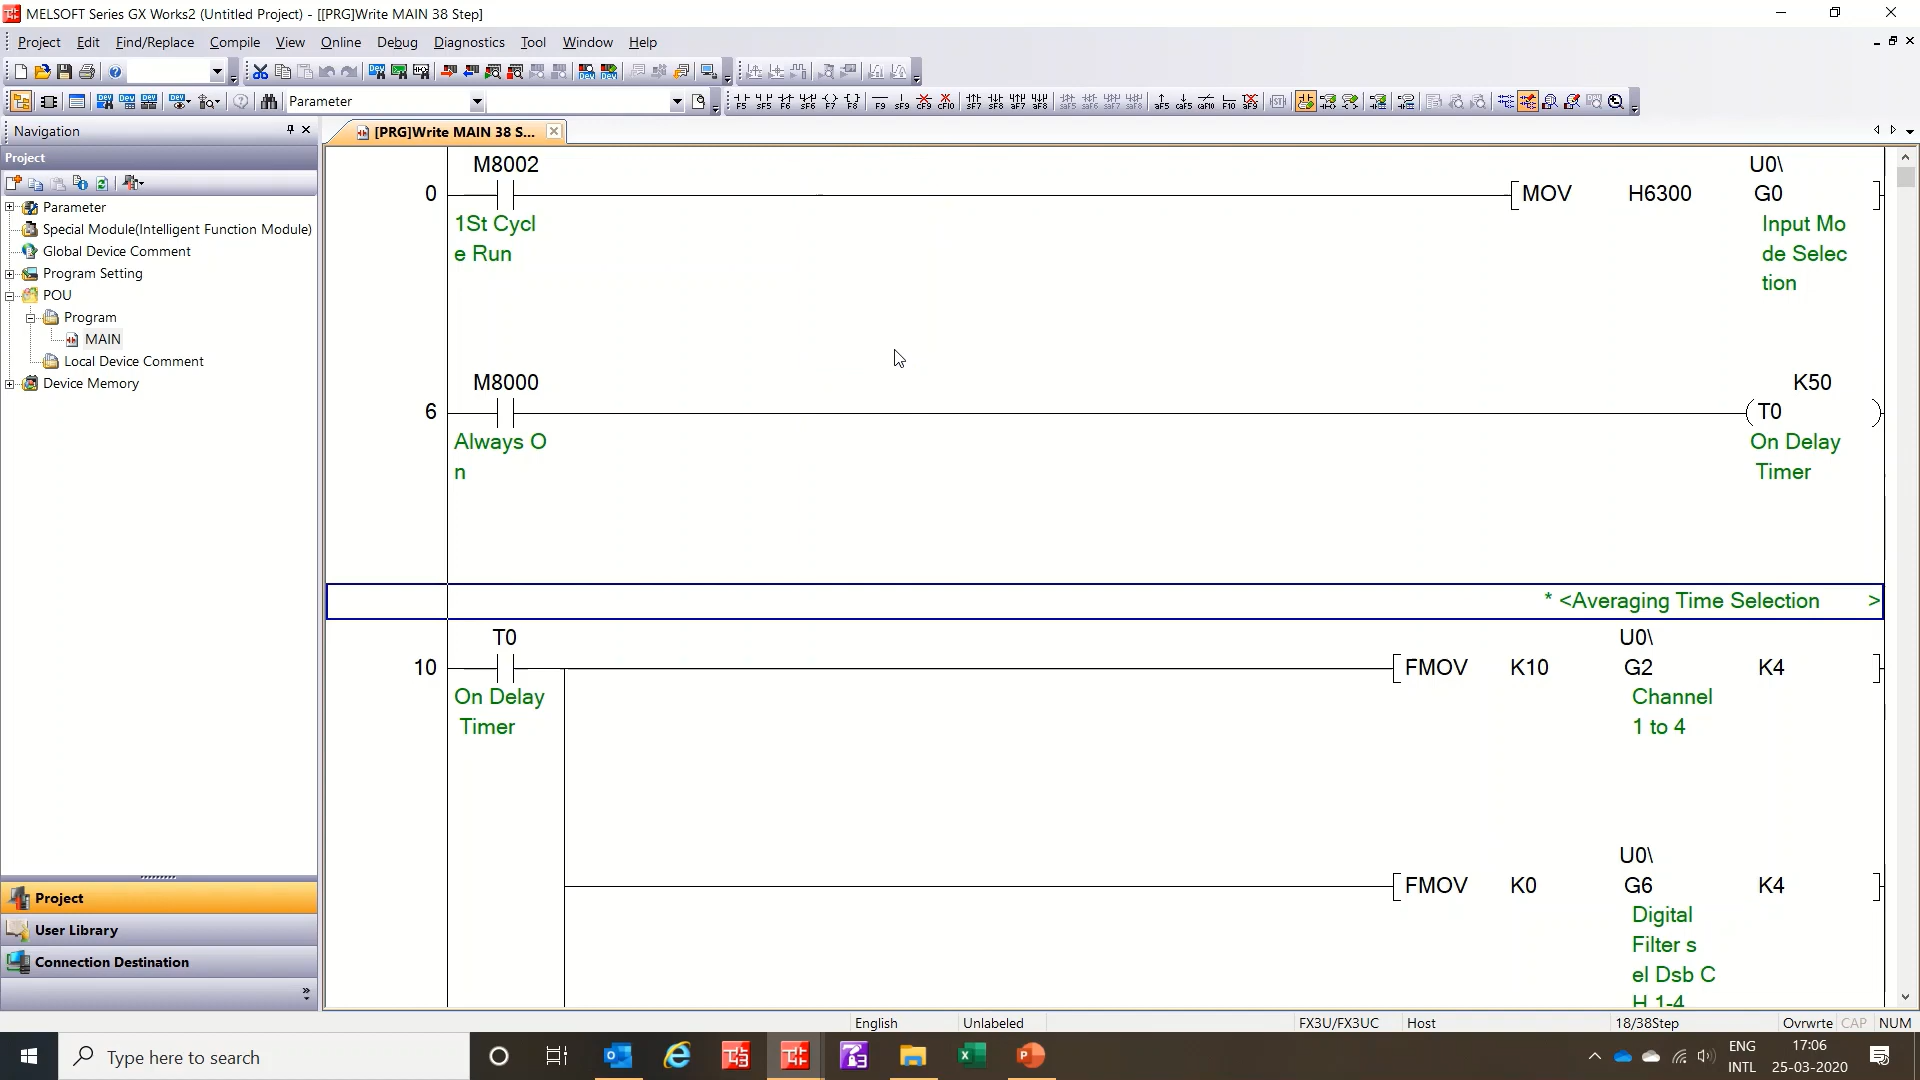 MELSOFT Series GX Works2 (Untitled Project) - [[PRG]Write MAIN 38 Step]
Project Edit Find/Replace Compile View Online Debug Diagnostics Tool Window Help
Parameter
Navigation
[PRG]Write MAIN 38 S...
Project
Parameter
Special Module(Intelligent Function Module)
Global Device Comment
Program Setting
POU
Program
MAIN
Local Device Comment
Device Memory
Project
User Library
Connection Destination
M8002
U0\
0
MOV H6300 G0
1St Cycl
e Run
Input Mo
de Selec
tion
M8000
K50
6
T0
Always O
n
On Delay
Timer
* <Averaging Time Selection >
T0
U0\
10
FMOV K10 G2 K4
On Delay
Timer
Channel
1 to 4
U0\
FMOV K0 G6 K4
Digital
Filter s
el Dsb C
H 1-4
English Unlabeled FX3U/FX3UC Host 18/38Step Ovrwrte CAP NUM
Type here to search
ENG
INTL
17:06
25-03-2020